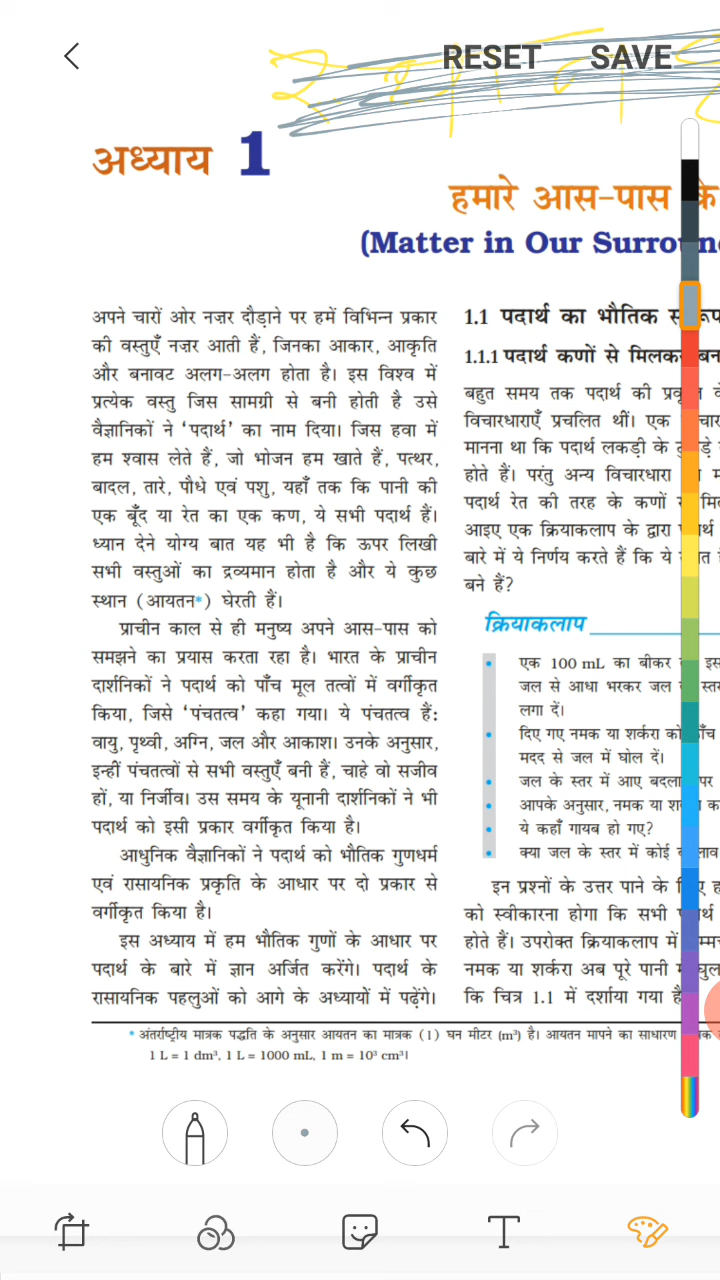 RESET SAVE
अध्याय 1
हमारे आस-पास के
(Matter in Our
अपने चारों ओर नज़र दौड़ाने पर हमें विभिन्न प्रकार
की वस्तुएँ नज़र आती हैं, जिनका आकार, आकृति
और बनावट अलग-अलग होता है। इस विश्व में
प्रत्येक वस्तु जिस सामग्री से बनी होती है उसे
वैज्ञानिकों ने ‘पदार्थ’ का नाम दिया। जिस हवा में
हम श्वास लेते हैं, जो भोजन हम खाते हैं, पत्थर,
बादल, तारे, पौधे एवं पशु, यहाँ तक कि पानी की
एक बूँद या रेत का एक कण, ये सभी पदार्थ हैं।
ध्यान देने योग्य बात यह भी है कि ऊपर लिखी
सभी वस्तुओं का द्रव्यमान होता है और ये कुछ
स्थान (आयतन*) घेरती हैं।
प्राचीन काल से ही मनुष्य अपने आस-पास को
समझने का प्रयास करता रहा है। भारत के प्राचीन
दार्शनिकों ने पदार्थ को पाँच मूल तत्वों में वर्गीकृत
किया, जिसे ‘पंचतत्व’ कहा गया। ये पंचतत्व हैं:
वायु, पृथ्वी, अग्नि, जल और आकाश। उनके अनुसार,
इन्हीं पंचतत्वों से सभी वस्तुएँ बनी हैं, चाहे वो सजीव
हों, या निर्जीव। उस समय के यूनानी दार्शनिकों ने भी
पदार्थ को इसी प्रकार वर्गीकृत किया है।
आधुनिक वैज्ञानिकों ने पदार्थ को भौतिक गुणधर्म
एवं रासायनिक प्रकृति के आधार पर दो प्रकार से
वर्गीकृत किया है।
इस अध्याय में हम भौतिक गुणों के आधार पर
पदार्थ के बारे में ज्ञान अर्जित करेंगे। पदार्थ के
रासायनिक पहलुओं को आगे के अध्यायों में पढ़ेंगे।
1.1 पदार्थ का भौतिक
1.1.1 पदार्थ कणों से मिलकर
बहुत समय तक पदार्थ की
विचारधाराएँ प्रचलित थीं। एक
मानना था कि पदार्थ लकड़ी के
होते हैं। परंतु अन्य विचारधारा
पदार्थ रेत की तरह के कणों
आइए एक क्रियाकलाप के द्वारा
बारे में ये निर्णय करते हैं कि ये
बने हैं?
क्रियाकलाप
• एक 100 mL का बीकर
जल से आधा भरकर जल
लगा दें।
• दिए गए नमक या शर्करा को
मदद से जल में घोल दें।
• जल के स्तर में आए पर
• आपके अनुसार, नमक या
• ये कहाँ गायब हो गए?
• क्या जल के स्तर में कोई
इन प्रश्नों के उत्तर पाने के
को स्वीकारना होगा कि सभी
होते हैं। उपरोक्त क्रियाकलाप में
नमक या शर्करा अब पूरे पानी
कि चित्र 1.1 में दर्शाया गया है
* अंतर्राष्ट्रीय मात्रक पद्धति के अनुसार आयतन का मात्रक (1) घन मीटर (m³) है। आयतन मापने का साधारण
1 L = 1 dm³, 1 L = 1000 mL, 1 m = 10³ cm³।
T